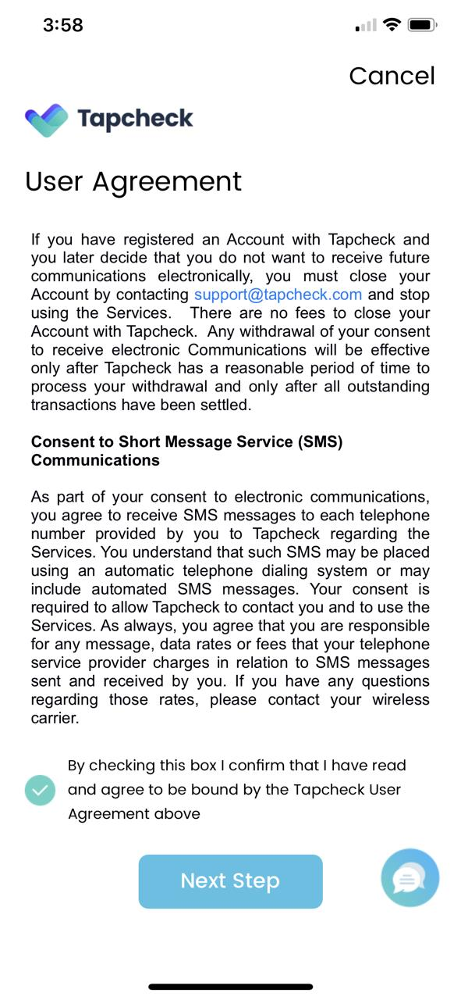 3:58
Cancel
Tapcheck
User Agreement
If you have registered an Account with Tapcheck and
you later decide that you do not want to receive future
communications electronically, you must close your
Account by contacting support@tapcheck.com and stop
using the Services.  There are no fees to close your
Account with Tapcheck.  Any withdrawal of your consent
to receive electronic Communications will be effective
only after Tapcheck has a reasonable period of time to
process your withdrawal and only after all outstanding
transactions have been settled.
Consent to Short Message Service (SMS)
Communications
As part of your consent to electronic communications,
you agree to receive SMS messages to each telephone
number provided by you to Tapcheck regarding the
Services. You understand that such SMS may be placed
using an automatic telephone dialing system or may
include automated SMS messages. Your consent is
required to allow Tapcheck to contact you and to use the
Services. As always, you agree that you are responsible
for any message, data rates or fees that your telephone
service provider charges in relation to SMS messages
sent and received by you. If you have any questions
regarding those rates, please contact your wireless
carrier.
By checking this box I confirm that I have read
and agree to be bound by the Tapcheck User
Agreement above
Next Step